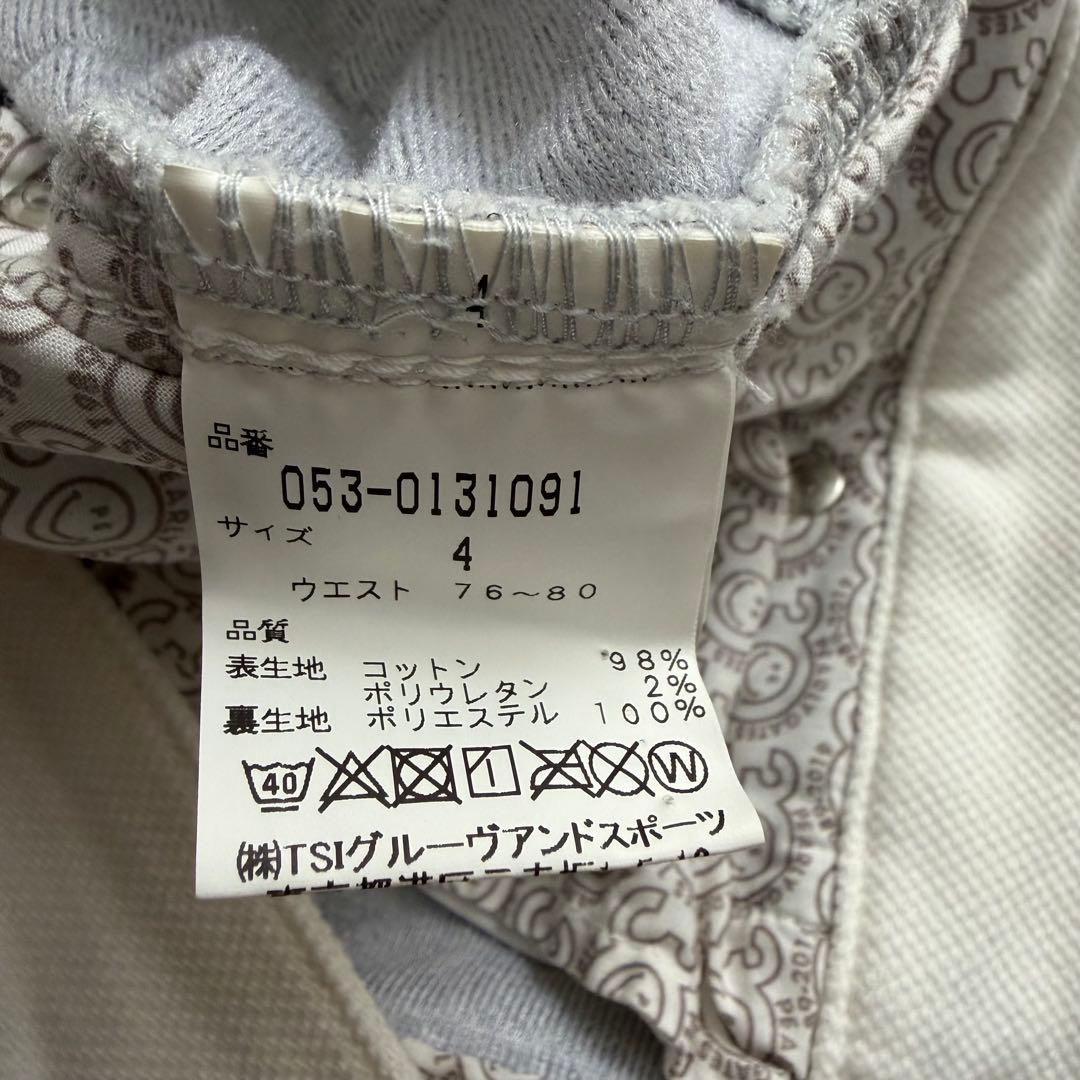 品番
053-0131091
サイズ 4
ウエスト 76～80
品質
表生地 コットン 98%
ポリウレタン 2%
裏生地 ポリエステル 100%
40 W
(株)TSIグルーヴアンドスポーツ
PEARLY GATES